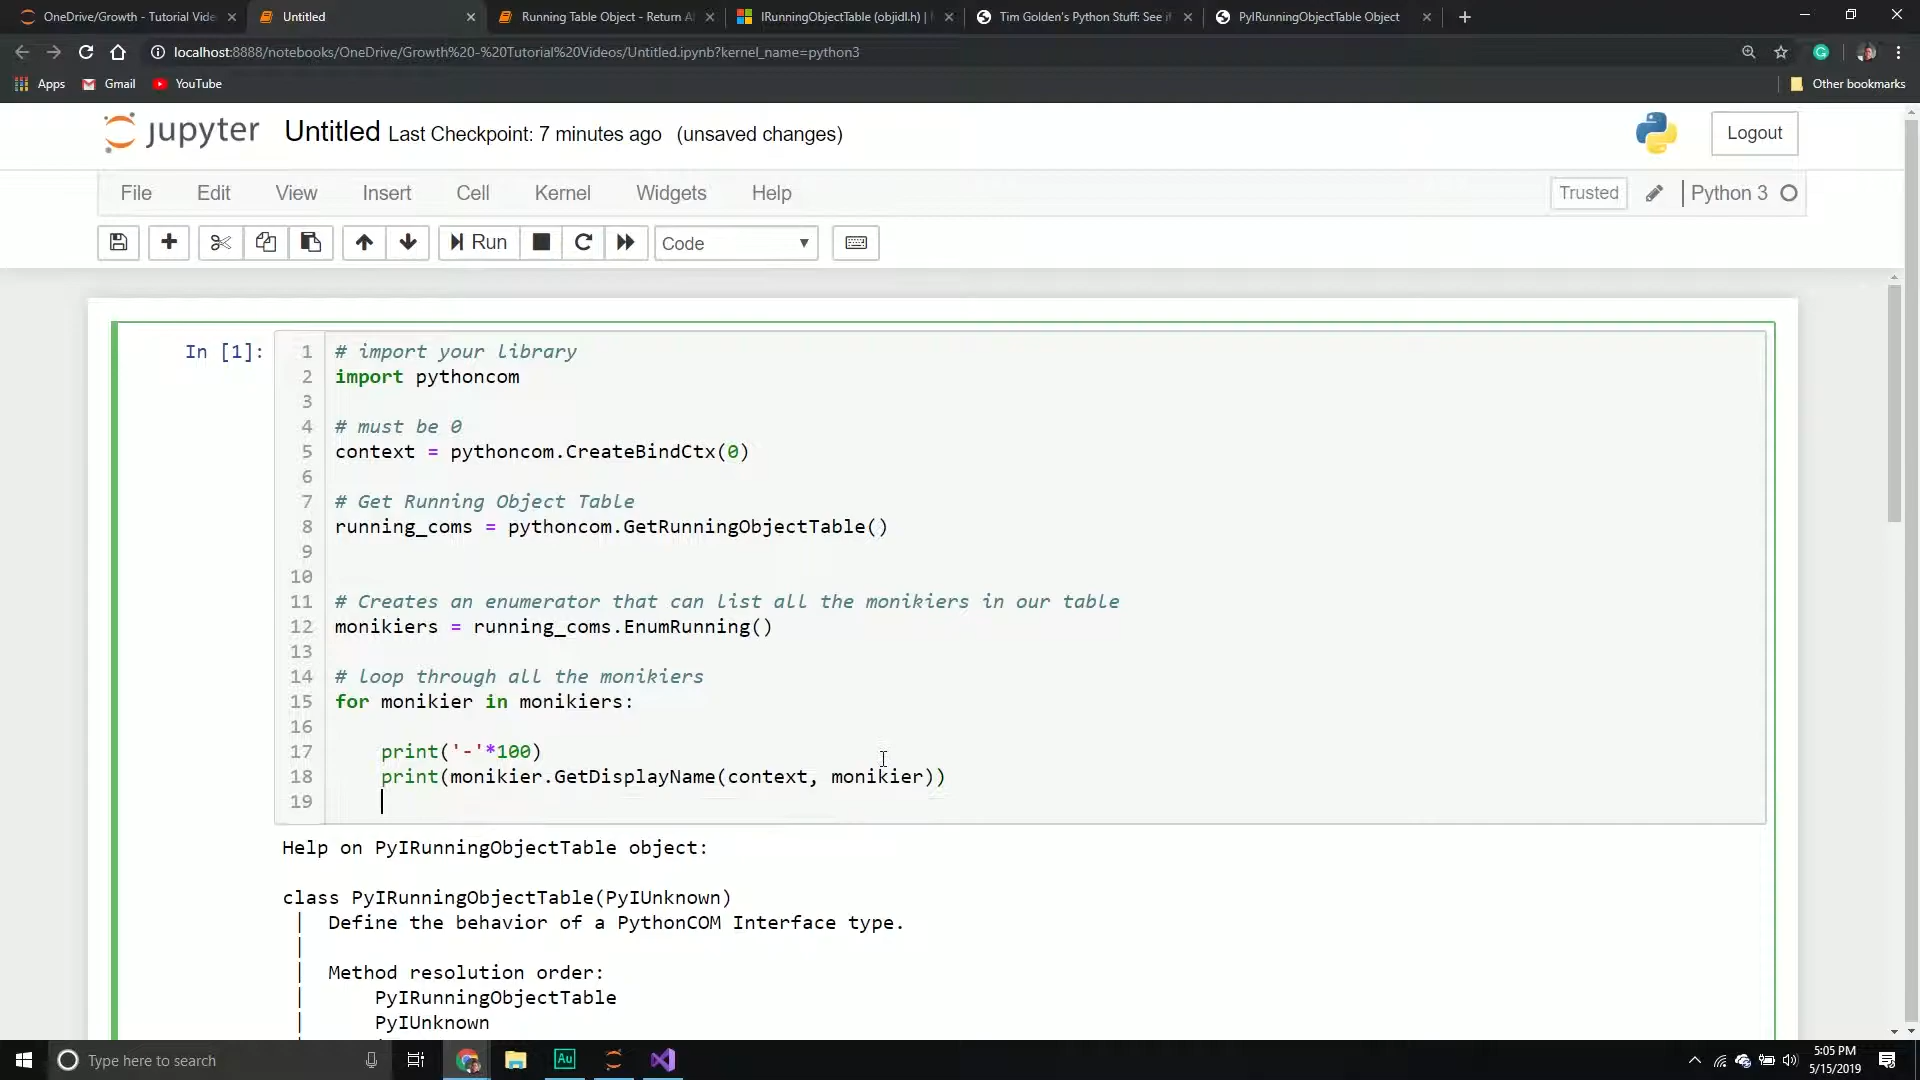 OneDrive/Growth - Tutorial Vide
Untitled
Running Table Object - Return A
IRunningObjectTable (objidl.h) |
Tim Golden's Python Stuff: See i
PyIRunningObjectTable Object
localhost:8888/notebooks/OneDrive/Growth%20-%20Tutorial%20Videos/Untitled.ipynb?kernel_name=python3
Apps Gmail YouTube Other bookmarks
jupyter Untitled Last Checkpoint: 7 minutes ago (unsaved changes) Logout
File Edit View Insert Cell Kernel Widgets Help Trusted Python 3
Run Code
In [1]:
1 # import your library
2 import pythoncom
3
4 # must be 0
5 context = pythoncom.CreateBindCtx(0)
6
7 # Get Running Object Table
8 running_coms = pythoncom.GetRunningObjectTable()
9
10
11 # Creates an enumerator that can list all the monikiers in our table
12 monikiers = running_coms.EnumRunning()
13
14 # loop through all the monikiers
15 for monikier in monikiers:
16
17 print('-'*100)
18 print(monikier.GetDisplayName(context, monikier))
19
Help on PyIRunningObjectTable object:
class PyIRunningObjectTable(PyIUnknown)
| Define the behavior of a PythonCOM Interface type.
|
| Method resolution order:
| PyIRunningObjectTable
| PyIUnknown
Type here to search
Au
5:05 PM
5/15/2019